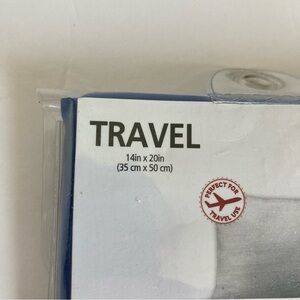 TRAVEL
14in x 20in
(35 cm x 50 cm)
PERFECT FOR
TRAVEL USE